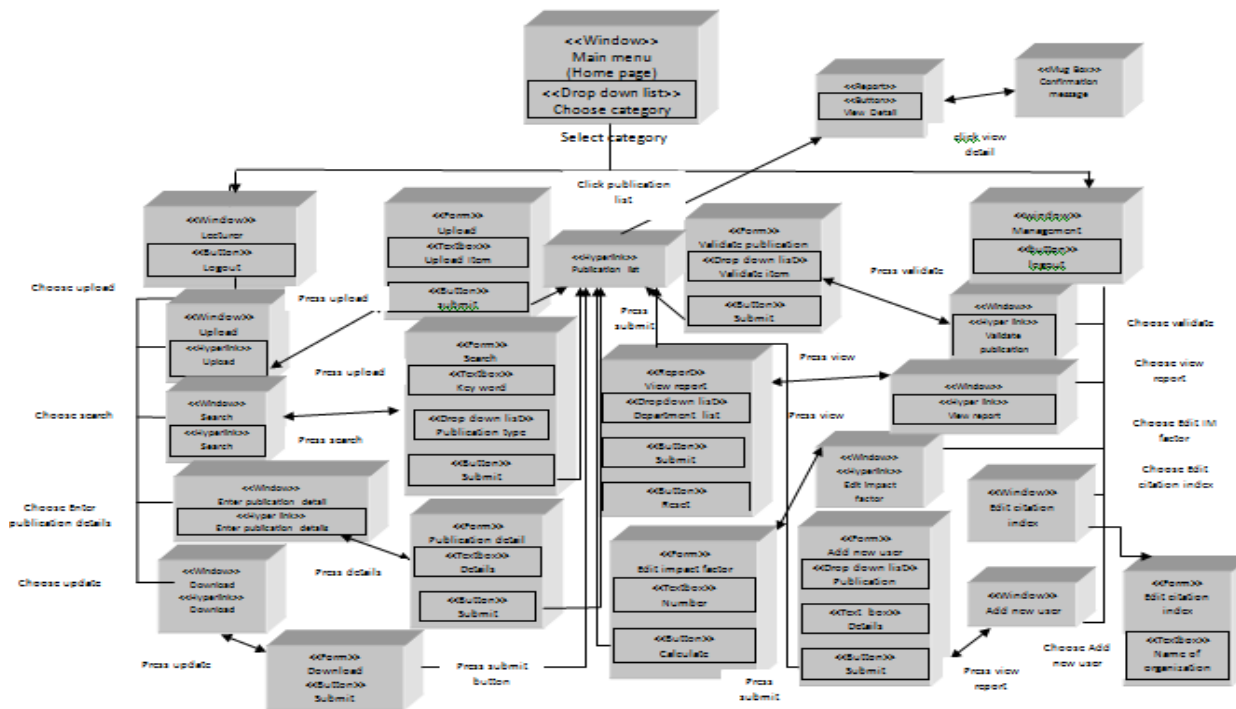 <<Window>>
Main menu
(Home page)
<<Drop down list>>
Choose category
Select category
<<Report>>
<<Button>>
View Detail
<<Mug Box>>
Confirmation
message
click view
detail
Click publication
list
<<Window>>
Lecturer
<<Button>>
Logout
<<Form>>
Upload
<<Textbox>>
Upload item
<<Button>>
submit
<<Hyperlink>>
Publication list
<<Form>>
Validate publication
<<Drop down list>>
Validate item
<<Button>>
Submit
<<window>>
Management
<<button>>
logout
Choose upload
Press upload
Press validate
Press
submit
<<Window>>
Upload
<<Hyperlink>>
Upload
<<Window>>
<<Hyper link>>
Validate
publication
Choose validate
Press upload
<<Form>>
Search
<<Textbox>>
Key word
<<Drop down list>>
Publication type
<<Button>>
Submit
<<Report>>
View report
<<Dropdown list>>
Department list
<<Button>>
Submit
<<Button>>
Reset
Press view
Choose view
report
<<Window>>
<<Hyper link>>
View report
Choose search
<<Window>>
Search
<<Hyperlink>>
Search
Press search
Press view
Choose Edit IM
factor
<<Window>>
<<Hyperlink>>
Edit impact
factor
Choose Edit
citation index
<<Window>>
Enter publication detail
<<Hyper link>>
Enter publication details
Choose Enter
publication details
<<Window>>
Edit citation
index
<<Form>>
Publication detail
<<Textbox>>
Details
<<Button>>
Submit
Press details
<<Form>>
Edit impact factor
<<Textbox>>
Number
<<Button>>
Calculate
<<Form>>
Add new user
<<Drop down list>>
Publication
<<Text box>>
Details
<<Button>>
Submit
<<Window>>
Download
<<Hyperlink>>
Download
Choose update
<<Window>>
Add new user
<<Form>>
Edit citation
index
<<Textbox>>
Name of
organisation
Choose Add
new user
Press update
<<Form>>
Download
<<Button>>
Submit
Press submit
button
Press
submit
Press view
report